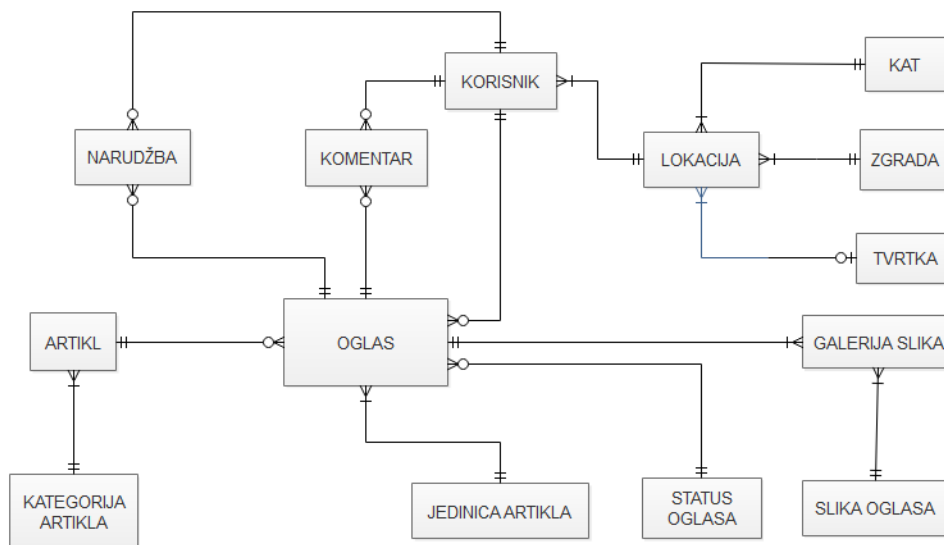 KORISNIK
KAT
NARUDŽBA
KOMENTAR
LOKACIJA
ZGRADA
TVRTKA
ARTIKL
OGLAS
GALERIJA SLIKA
KATEGORIJA
ARTIKLA
JEDINICA ARTIKLA
STATUS
OGLASA
SLIKA OGLASA